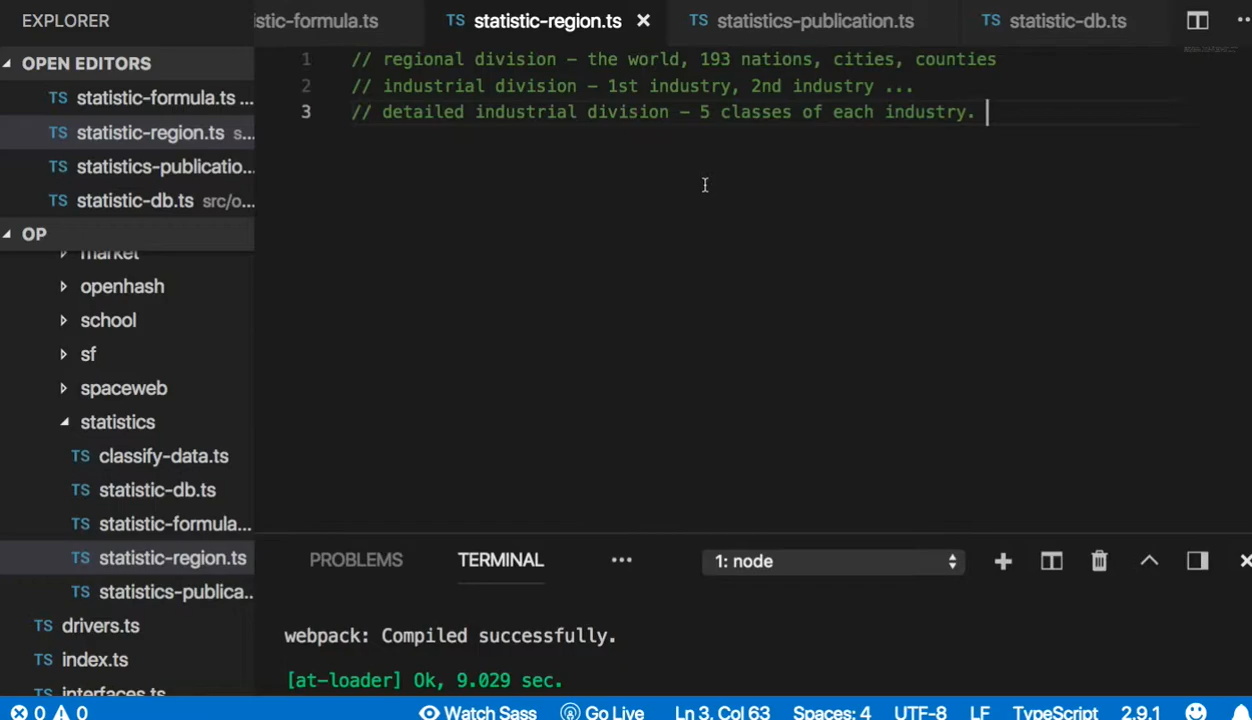 EXPLORER
OPEN EDITORS
TS statistic-formula.ts ...
TS statistic-region.ts s...
TS statistics-publicatio...
TS statistic-db.ts src/o...
OP
market
openhash
school
sf
spaceweb
statistics
TS classify-data.ts
TS statistic-db.ts
TS statistic-formula...
TS statistic-region.ts
TS statistics-publica...
TS drivers.ts
TS index.ts
TS interfaces.ts
istic-formula.ts
TS statistic-region.ts
TS statistics-publication.ts
TS statistic-db.ts
1 // regional division – the world, 193 nations, cities, counties
2 // industrial division – 1st industry, 2nd industry ...
3 // detailed industrial division – 5 classes of each industry.
PROBLEMS TERMINAL ... 1: node
webpack: Compiled successfully.
[at-loader] Ok, 9.029 sec.
0 0 Watch Sass Go Live Ln 3, Col 63 Spaces: 4 UTF-8 LF TypeScript 2.9.1